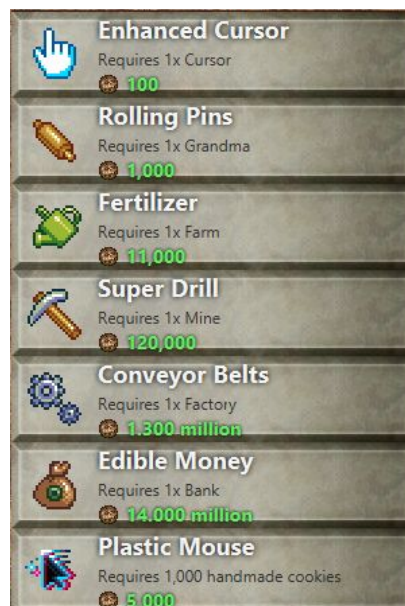 Enhanced Cursor
Requires 1x Cursor
100
Rolling Pins
Requires 1x Grandma
1,000
Fertilizer
Requires 1x Farm
11,000
Super Drill
Requires 1x Mine
120,000
Conveyor Belts
Requires 1x Factory
1.300 million
Edible Money
Requires 1x Bank
14.000 million
Plastic Mouse
Requires 1,000 handmade cookies
5,000